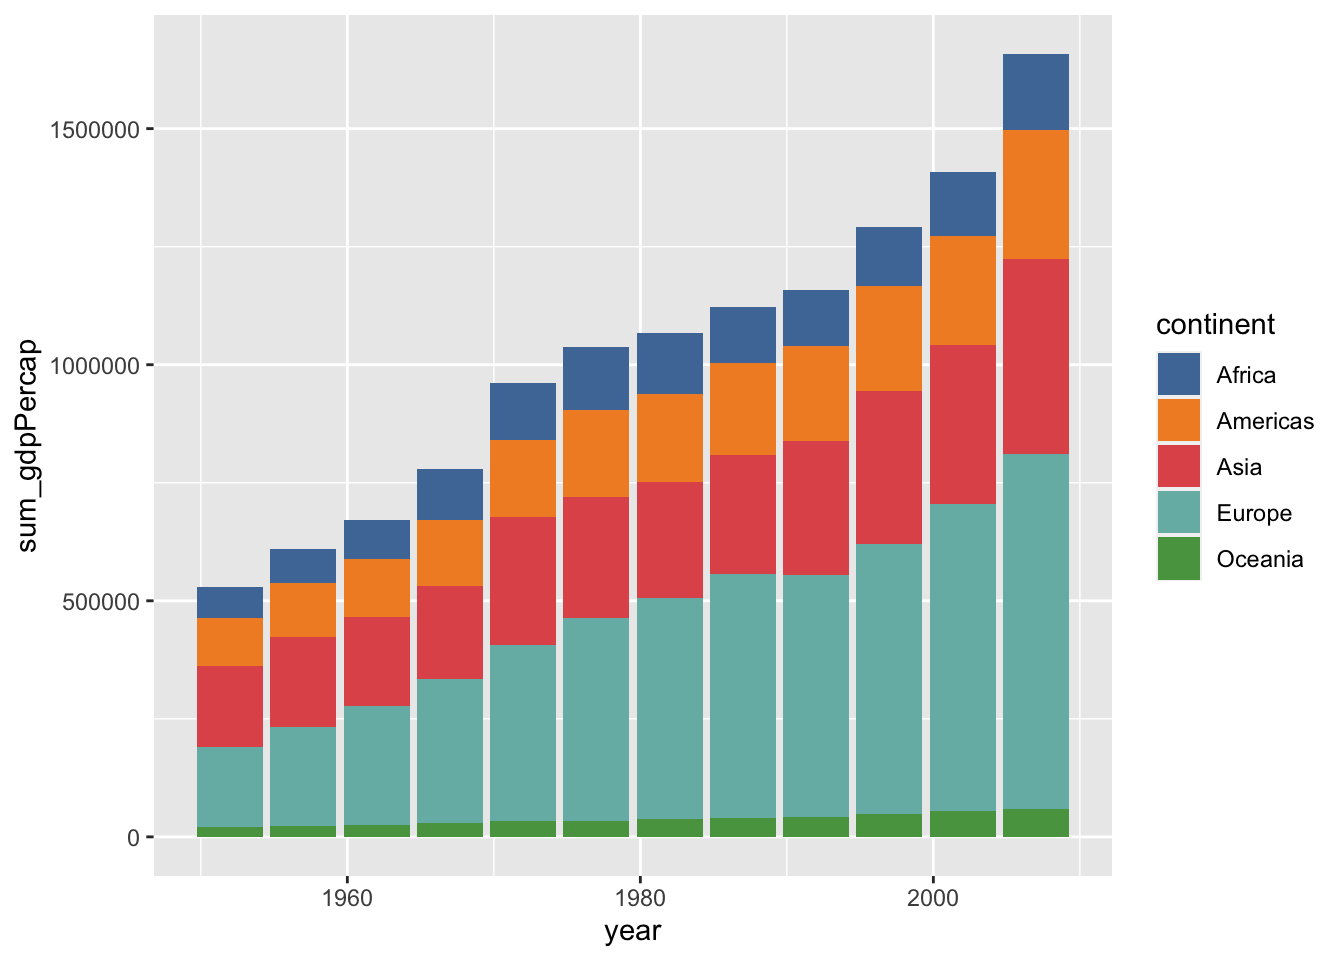 1500000
1000000
500000
0
sum_gdpPercap
1960
1980
2000
year
continent
Africa
Americas
Asia
Europe
Oceania